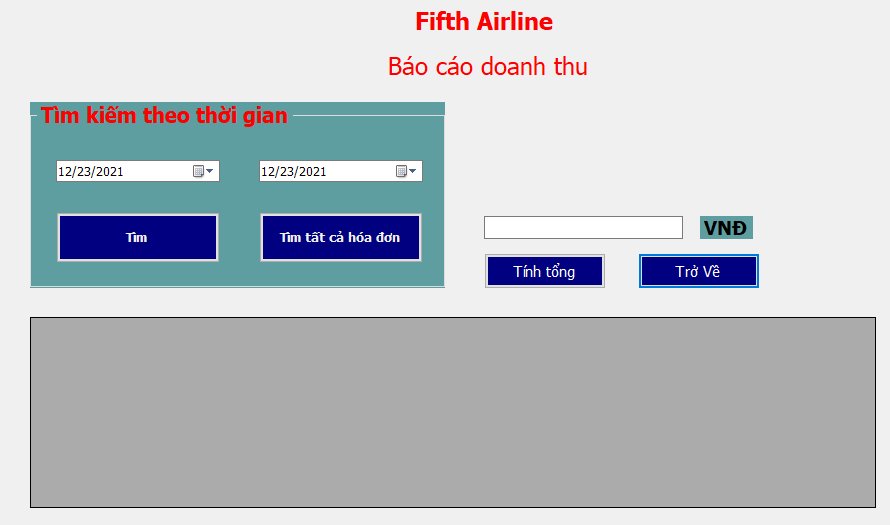 Fifth Airline
Báo cáo doanh thu
Tìm kiếm theo thời gian
12/23/2021
12/23/2021
Tìm
Tìm tất cả hóa đơn
VNĐ
Tính tổng
Trở Về